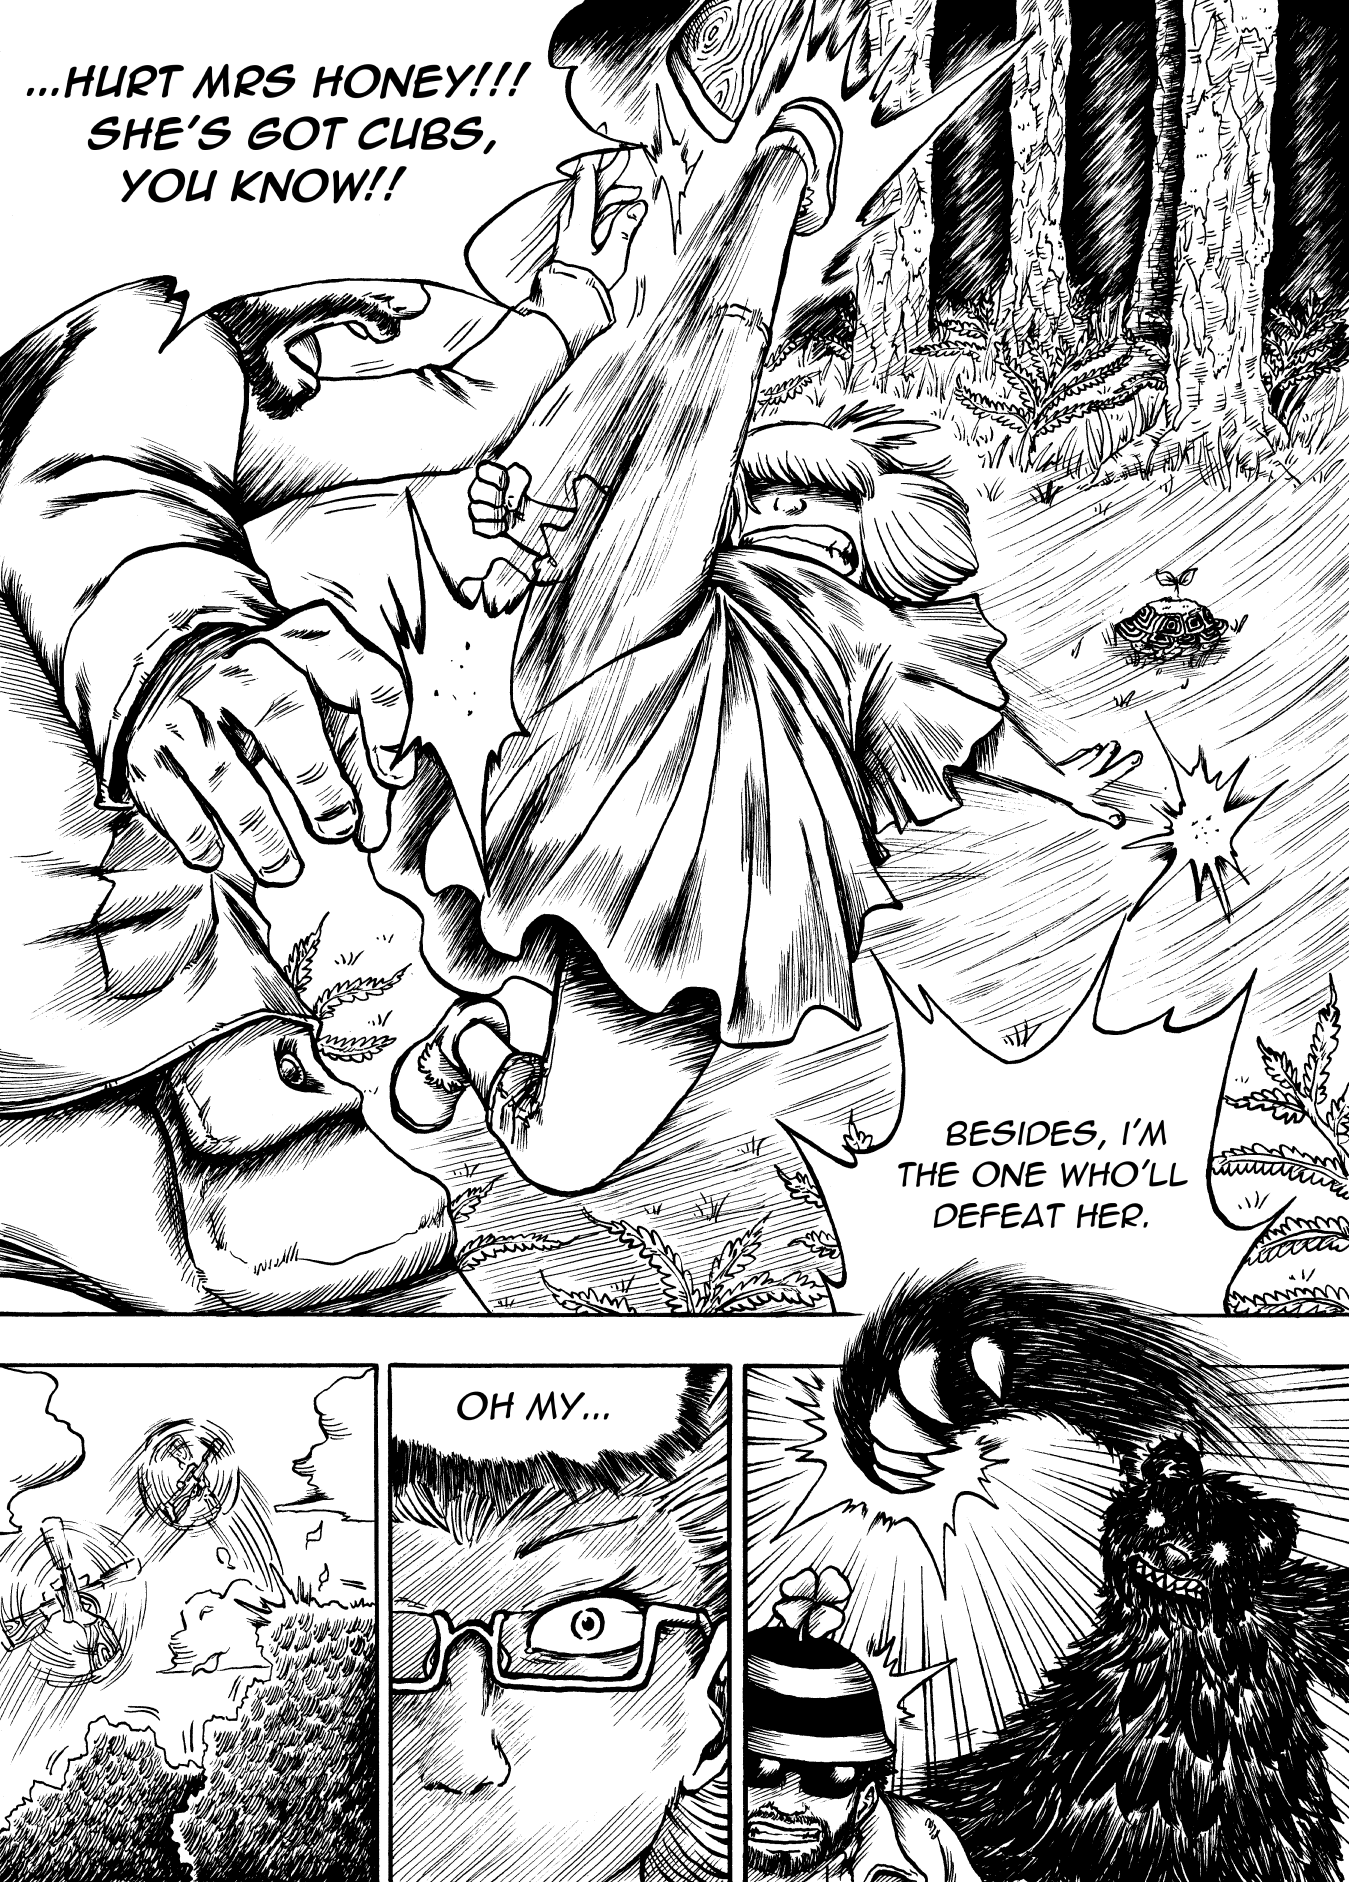 ...HURT MRS HONEY!!!
SHE'S GOT CUBS,
YOU KNOW!!
BESIDES, I'M
THE ONE WHO'LL
DEFEAT HER.
OH MY...